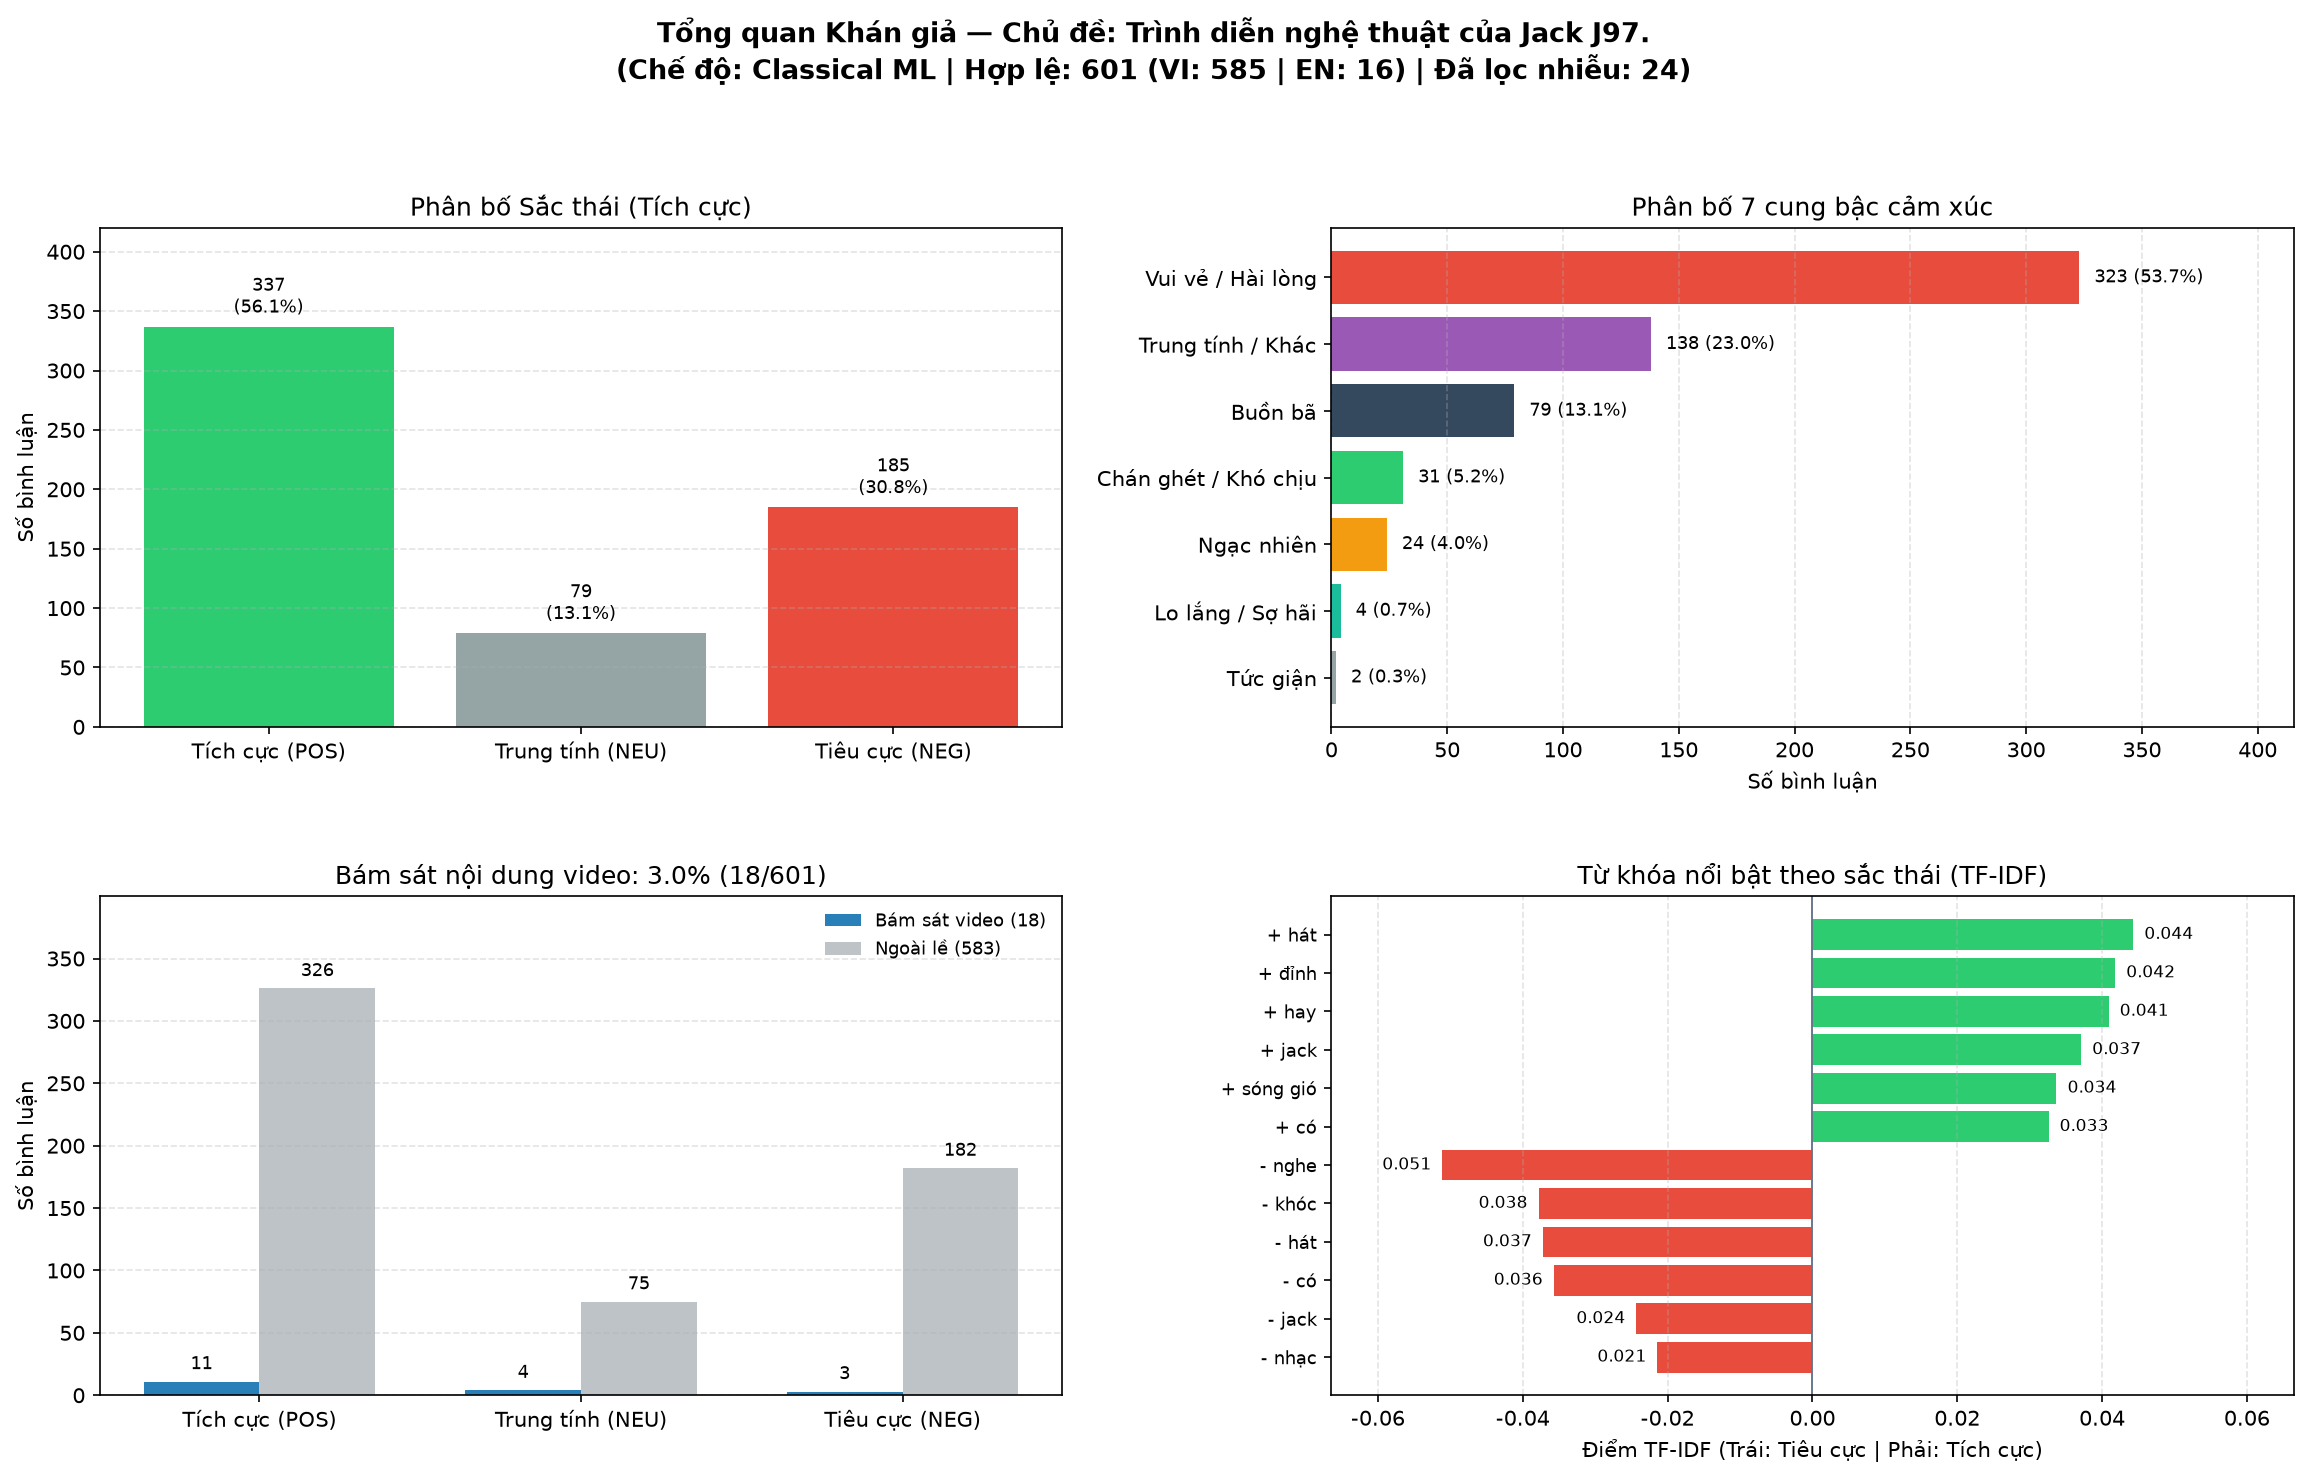 Tổng quan Khán giả — Chủ đề: Trình diễn nghệ thuật của Jack J97.
(Chế độ: Classical ML | Hợp lệ: 601 (VI: 585 | EN: 16) | Đã lọc nhiễu: 24)
Phân bố Sắc thái (Tích cực)
Số bình luận
400
350
300
250
200
150
100
50
0
337
(56.1%)
79
(13.1%)
185
(30.8%)
Tích cực (POS)
Trung tính (NEU)
Tiêu cực (NEG)
Phân bố 7 cung bậc cảm xúc
Vui vẻ / Hài lòng
323 (53.7%)
Trung tính / Khác
138 (23.0%)
Buồn bã
79 (13.1%)
Chán ghét / Khó chịu
31 (5.2%)
Ngạc nhiên
24 (4.0%)
Lo lắng / Sợ hãi
4 (0.7%)
Tức giận
2 (0.3%)
0 50 100 150 200 250 300 350 400
Số bình luận
Bám sát nội dung video: 3.0% (18/601)
Bám sát video (18)
Ngoài lề (583)
Số bình luận
350
300
250
200
150
100
50
0
11
326
4
75
3
182
Tích cực (POS)
Trung tính (NEU)
Tiêu cực (NEG)
Từ khóa nổi bật theo sắc thái (TF-IDF)
+ hát
0.044
+ đỉnh
0.042
+ hay
0.041
+ jack
0.037
+ sóng gió
0.034
+ có
0.033
- nghe
0.051
- khóc
0.038
- hát
0.037
- có
0.036
- jack
0.024
- nhạc
0.021
-0.06 -0.04 -0.02 0.00 0.02 0.04 0.06
Điểm TF-IDF (Trái: Tiêu cực | Phải: Tích cực)